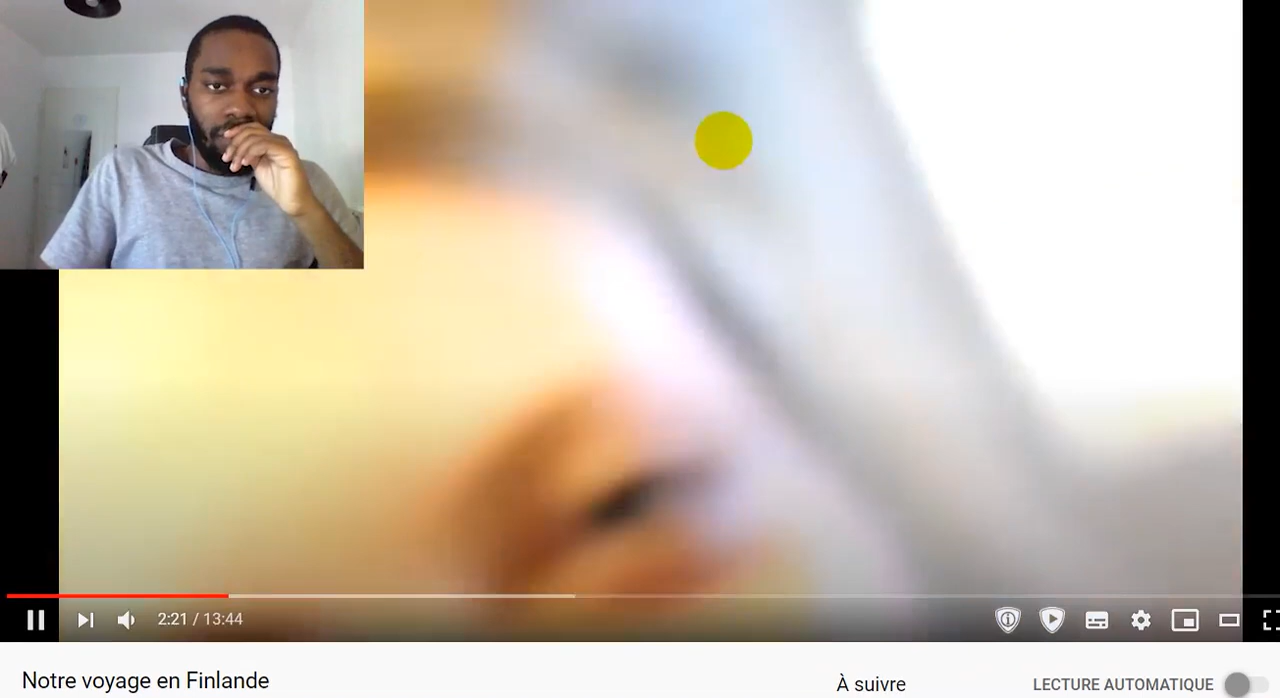 2:21 / 13:44
Notre voyage en Finlande
À suivre
LECTURE AUTOMATIQUE